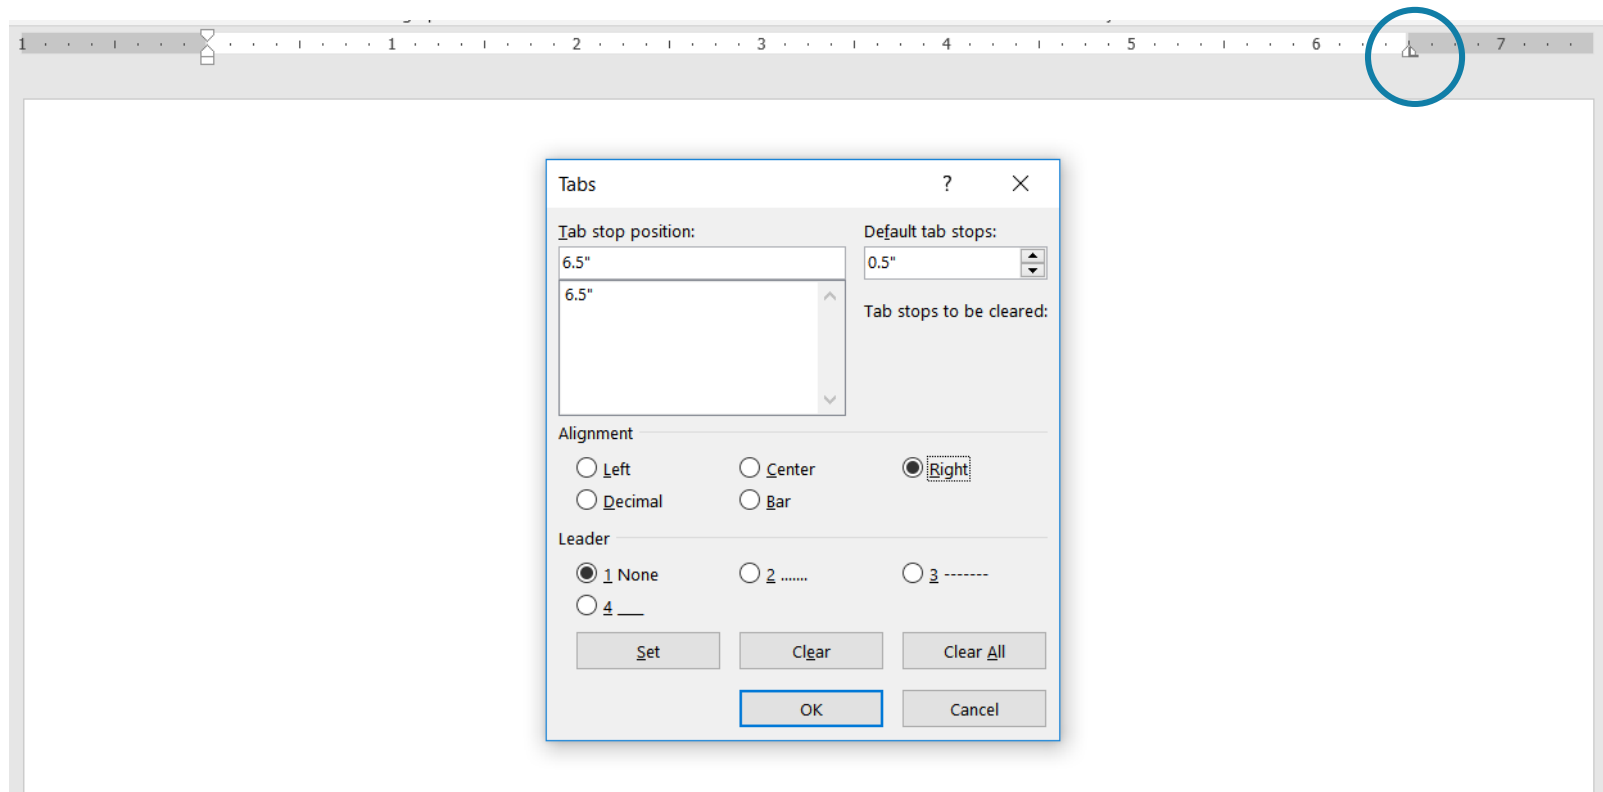 1 1 2 3 4 5 6 7
Tabs ?
Tab stop position:
Default tab stops:
6.5"
0.5"
6.5"
Tab stops to be cleared:
Alignment
Left Center Right
Decimal Bar
Leader
1 None 2 ....... 3 -------
4 ___
Set Clear Clear All
OK Cancel